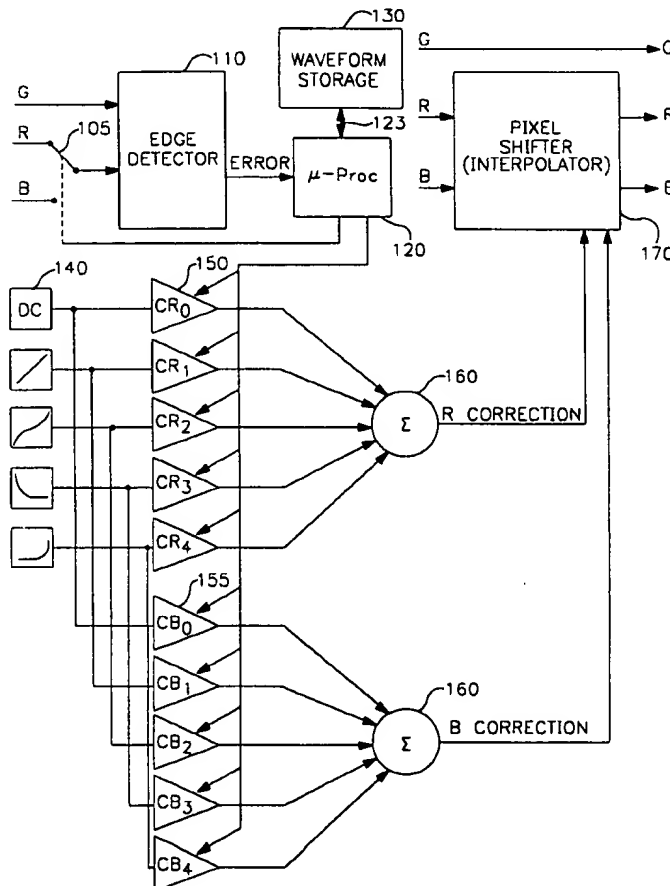 130
110
WAVEFORM
STORAGE
G
G
R
105
EDGE
DETECTOR
ERROR
123
μ-Proc
120
B
R
B
PIXEL
SHIFTER
(INTERPOLATOR)
170
140
150
DC
CR0
CR1
CR2
CR3
CR4
160
Σ
R CORRECTION
155
CB0
CB1
CB2
CB3
CB4
160
Σ
B CORRECTION